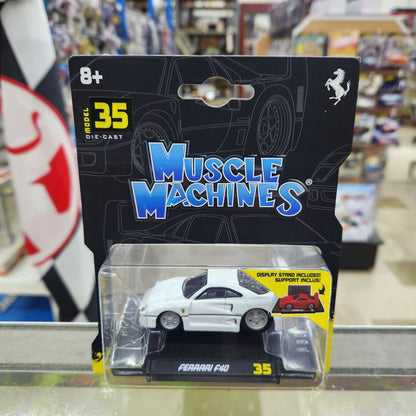 8+
MODEL
35
DIE-CAST
MUSCLE
MACHINES®
DISPLAY STAND INCLUDED!
SUPPORT INCLUS!
FERRARI F40
35